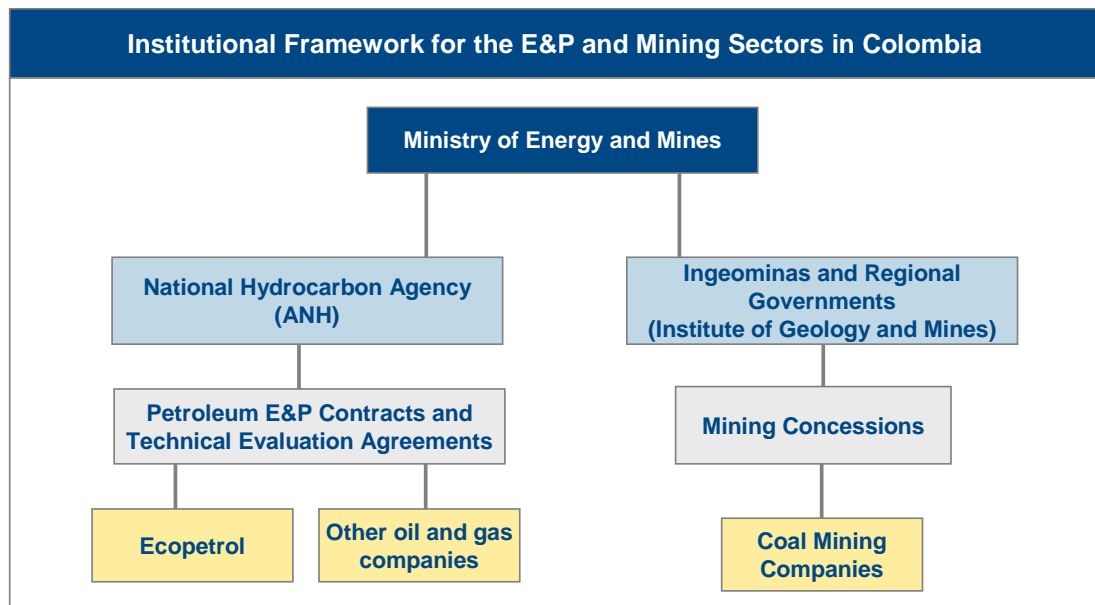 Institutional Framework for the E&P and Mining Sectors in Colombia
Ministry of Energy and Mines
National Hydrocarbon Agency
(ANH)
Ingeominas and Regional
Governments
(Institute of Geology and Mines)
Petroleum E&P Contracts and
Technical Evaluation Agreements
Mining Concessions
Ecopetrol
Other oil and gas
companies
Coal Mining
Companies